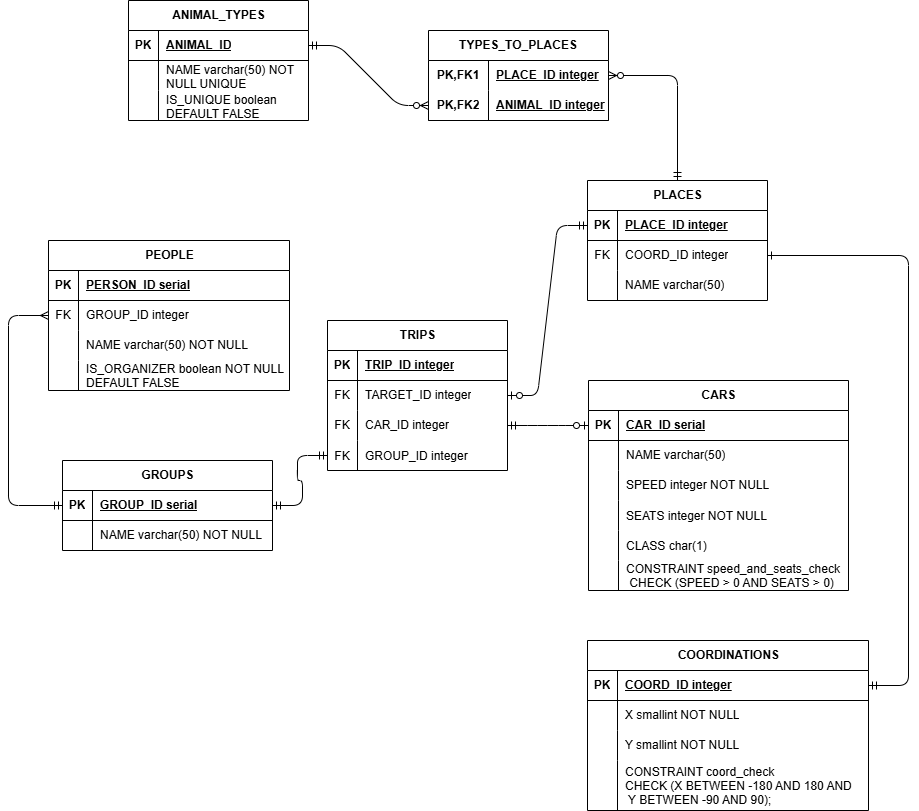 ANIMAL_TYPES
PK ANIMAL_ID
NAME varchar(50) NOT
NULL UNIQUE
IS_UNIQUE boolean
DEFAULT FALSE
TYPES_TO_PLACES
PK,FK1 PLACE_ID integer
PK,FK2 ANIMAL_ID integer
PLACES
PK PLACE_ID integer
FK COORD_ID integer
NAME varchar(50)
PEOPLE
PK PERSON_ID serial
FK GROUP_ID integer
NAME varchar(50) NOT NULL
IS_ORGANIZER boolean NOT NULL
DEFAULT FALSE
TRIPS
PK TRIP_ID integer
FK TARGET_ID integer
FK CAR_ID integer
FK GROUP_ID integer
CARS
PK CAR_ID serial
NAME varchar(50)
SPEED integer NOT NULL
SEATS integer NOT NULL
CLASS char(1)
CONSTRAINT speed_and_seats_check
CHECK (SPEED > 0 AND SEATS > 0)
GROUPS
PK GROUP_ID serial
NAME varchar(50) NOT NULL
COORDINATIONS
PK COORD_ID integer
X smallint NOT NULL
Y smallint NOT NULL
CONSTRAINT coord_check
CHECK (X BETWEEN -180 AND 180 AND
Y BETWEEN -90 AND 90);